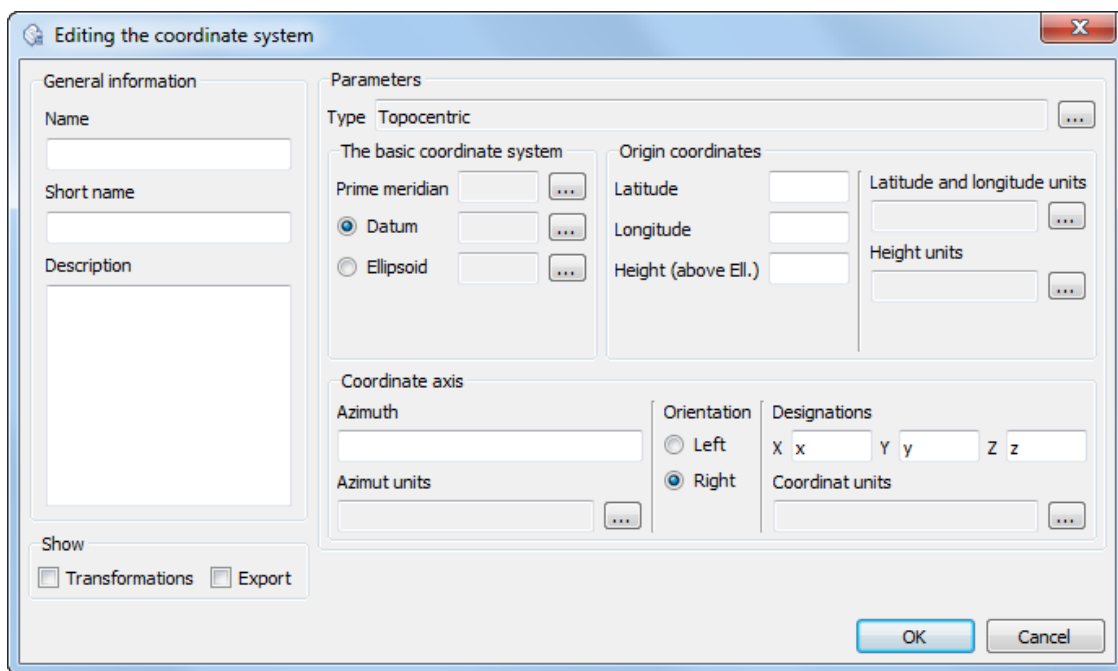 Editing the coordinate system
General information
Name
Short name
Description
Show
Transformations Export
Parameters
Type Topocentric ...
The basic coordinate system
Prime meridian ...
Datum ...
Ellipsoid ...
Origin coordinates
Latitude
Longitude
Height (above Ell.)
Latitude and longitude units
...
Height units
...
Coordinate axis
Azimuth
Azimut units
...
Orientation
Left
Right
Designations
X x Y y Z z
Coordinat units
...
OK Cancel